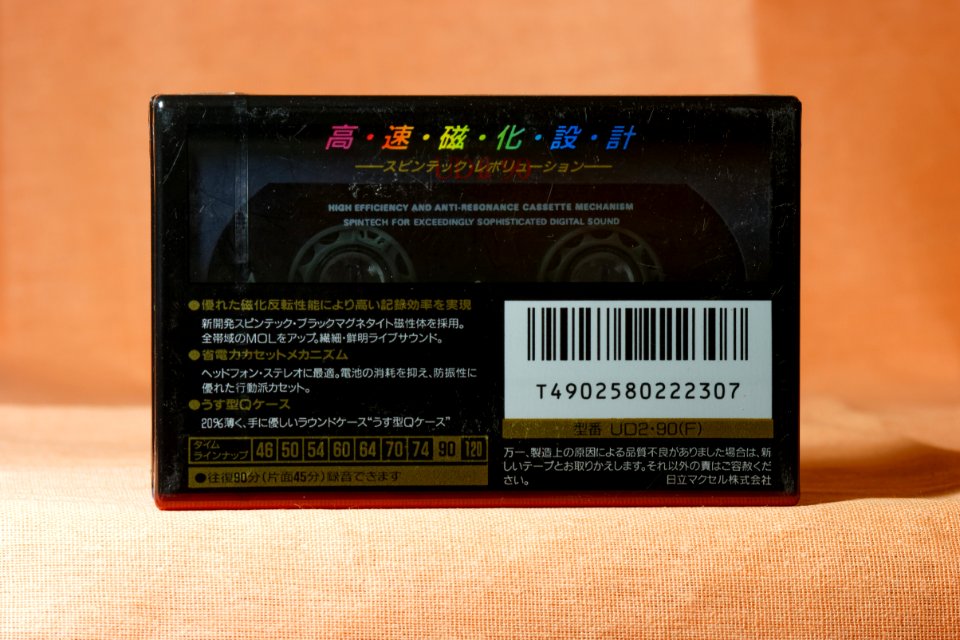 高・速・磁・化・設・計
スピンテック・レボリューション
HIGH EFFICIENCY AND ANTI-RESONANCE CASSETTE MECHANISM
SPINTECH FOR EXCEEDINGLY SOPHISTICATED DIGITAL SOUND
●優れた磁化反転性能により高い記録効率を実現
新開発スピンテック・ブラックマグネタイト磁性体を採用。
全帯域のMOLをアップ。繊細・鮮明ライブサウンド。
●省電力カセットメカニズム
ヘッドフォン・ステレオに最適。電池の消耗を抑え、防振性に
優れた行動派カセット。
●うす型Qケース
20%薄く、手に優しいラウンドケース“うす型Qケース”
タイム
ラインナップ
46 50 54 60 64 70 74 90 120
●往復90分(片面45分)録音できます
T4902580222307
型番 UD2・90(F)
万一、製造上の原因による品質不良がありました場合は、新
しいテープとお取りかえします。それ以外の責はご容赦くだ
さい。 日立マクセル株式会社